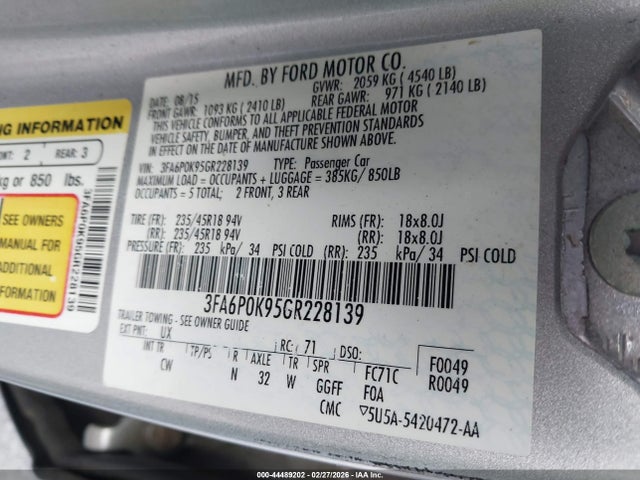 NG INFORMATION
ONT: 2 REAR: 3
kg or 850 lbs.
SEE OWNERS
MANUAL FOR
ADDITIONAL
INFORMATION
3FA6P0K95GR228139
MFD. BY FORD MOTOR CO.
DATE: 08/15 GVWR: 2059 KG (4540 LB)
FRONT GAWR: 1093 KG (2410 LB) REAR GAWR: 971 KG (2140 LB)
THIS VEHICLE CONFORMS TO ALL APPLICABLE FEDERAL MOTOR
VEHICLE SAFETY, BUMPER, AND THEFT PREVENTION STANDARDS
IN EFFECT ON THE DATE OF MANUFACTURE SHOWN ABOVE.
VIN: 3FA6P0K95GR228139 TYPE: Passenger Car
MAXIMUM LOAD = OCCUPANTS + LUGGAGE = 385KG/850LB
OCCUPANTS = 5 TOTAL; 2 FRONT, 3 REAR
TIRE (FR): 235/45R18 94V RIMS (FR): 18x8.0J
(RR): 235/45R18 94V (RR): 18x8.0J
PRESSURE (FR): 235 kPa/ 34 PSI COLD (RR): 235 kPa/ 34 PSI COLD
3FA6P0K95GR228139
TRAILER TOWING - SEE OWNER GUIDE
EXT PNT: UX RC: 71 DSO: F0049
INT TR TP/PS R AXLE TR SPR FC71C R0049
CW N 32 W GGFF F0A
CMC ▽5U5A-5420472-AA
000-44489202 - 02/27/2026 - IAAI.com